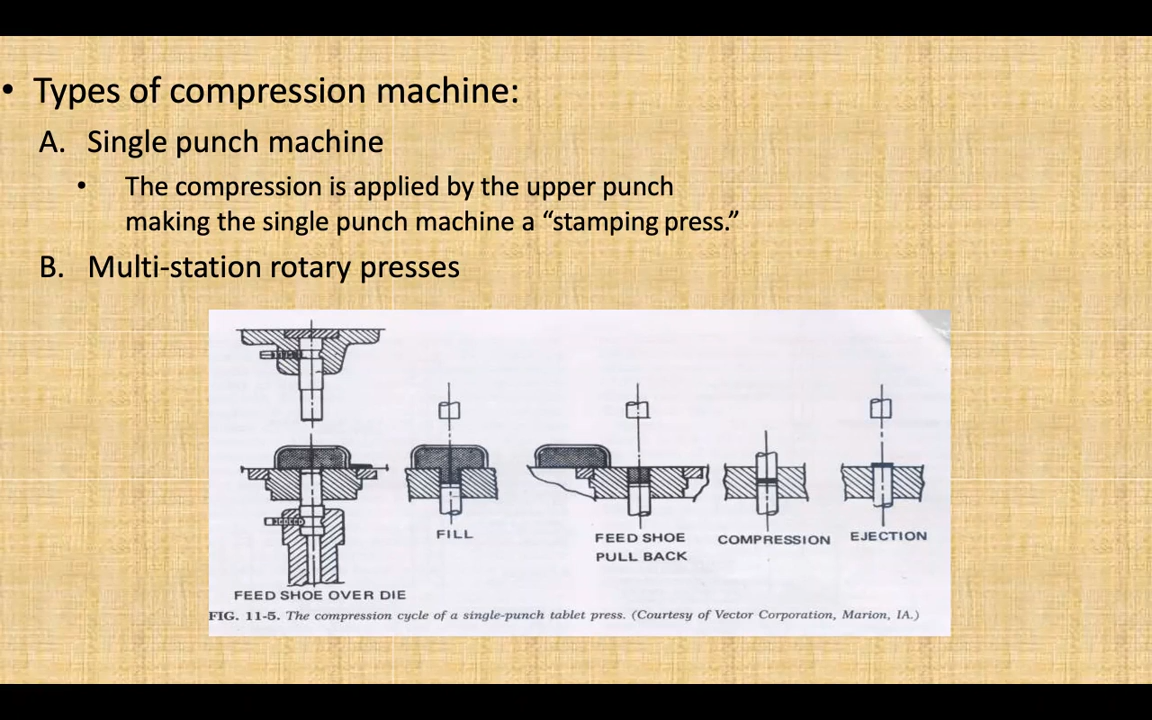 • Types of compression machine:
A. Single punch machine
• The compression is applied by the upper punch
making the single punch machine a “stamping press.”
B. Multi-station rotary presses
FILL
FEED SHOE
PULL BACK
COMPRESSION
EJECTION
FEED SHOE OVER DIE
FIG. 11-5. The compression cycle of a single-punch tablet press. (Courtesy of Vector Corporation, Marion, IA.)